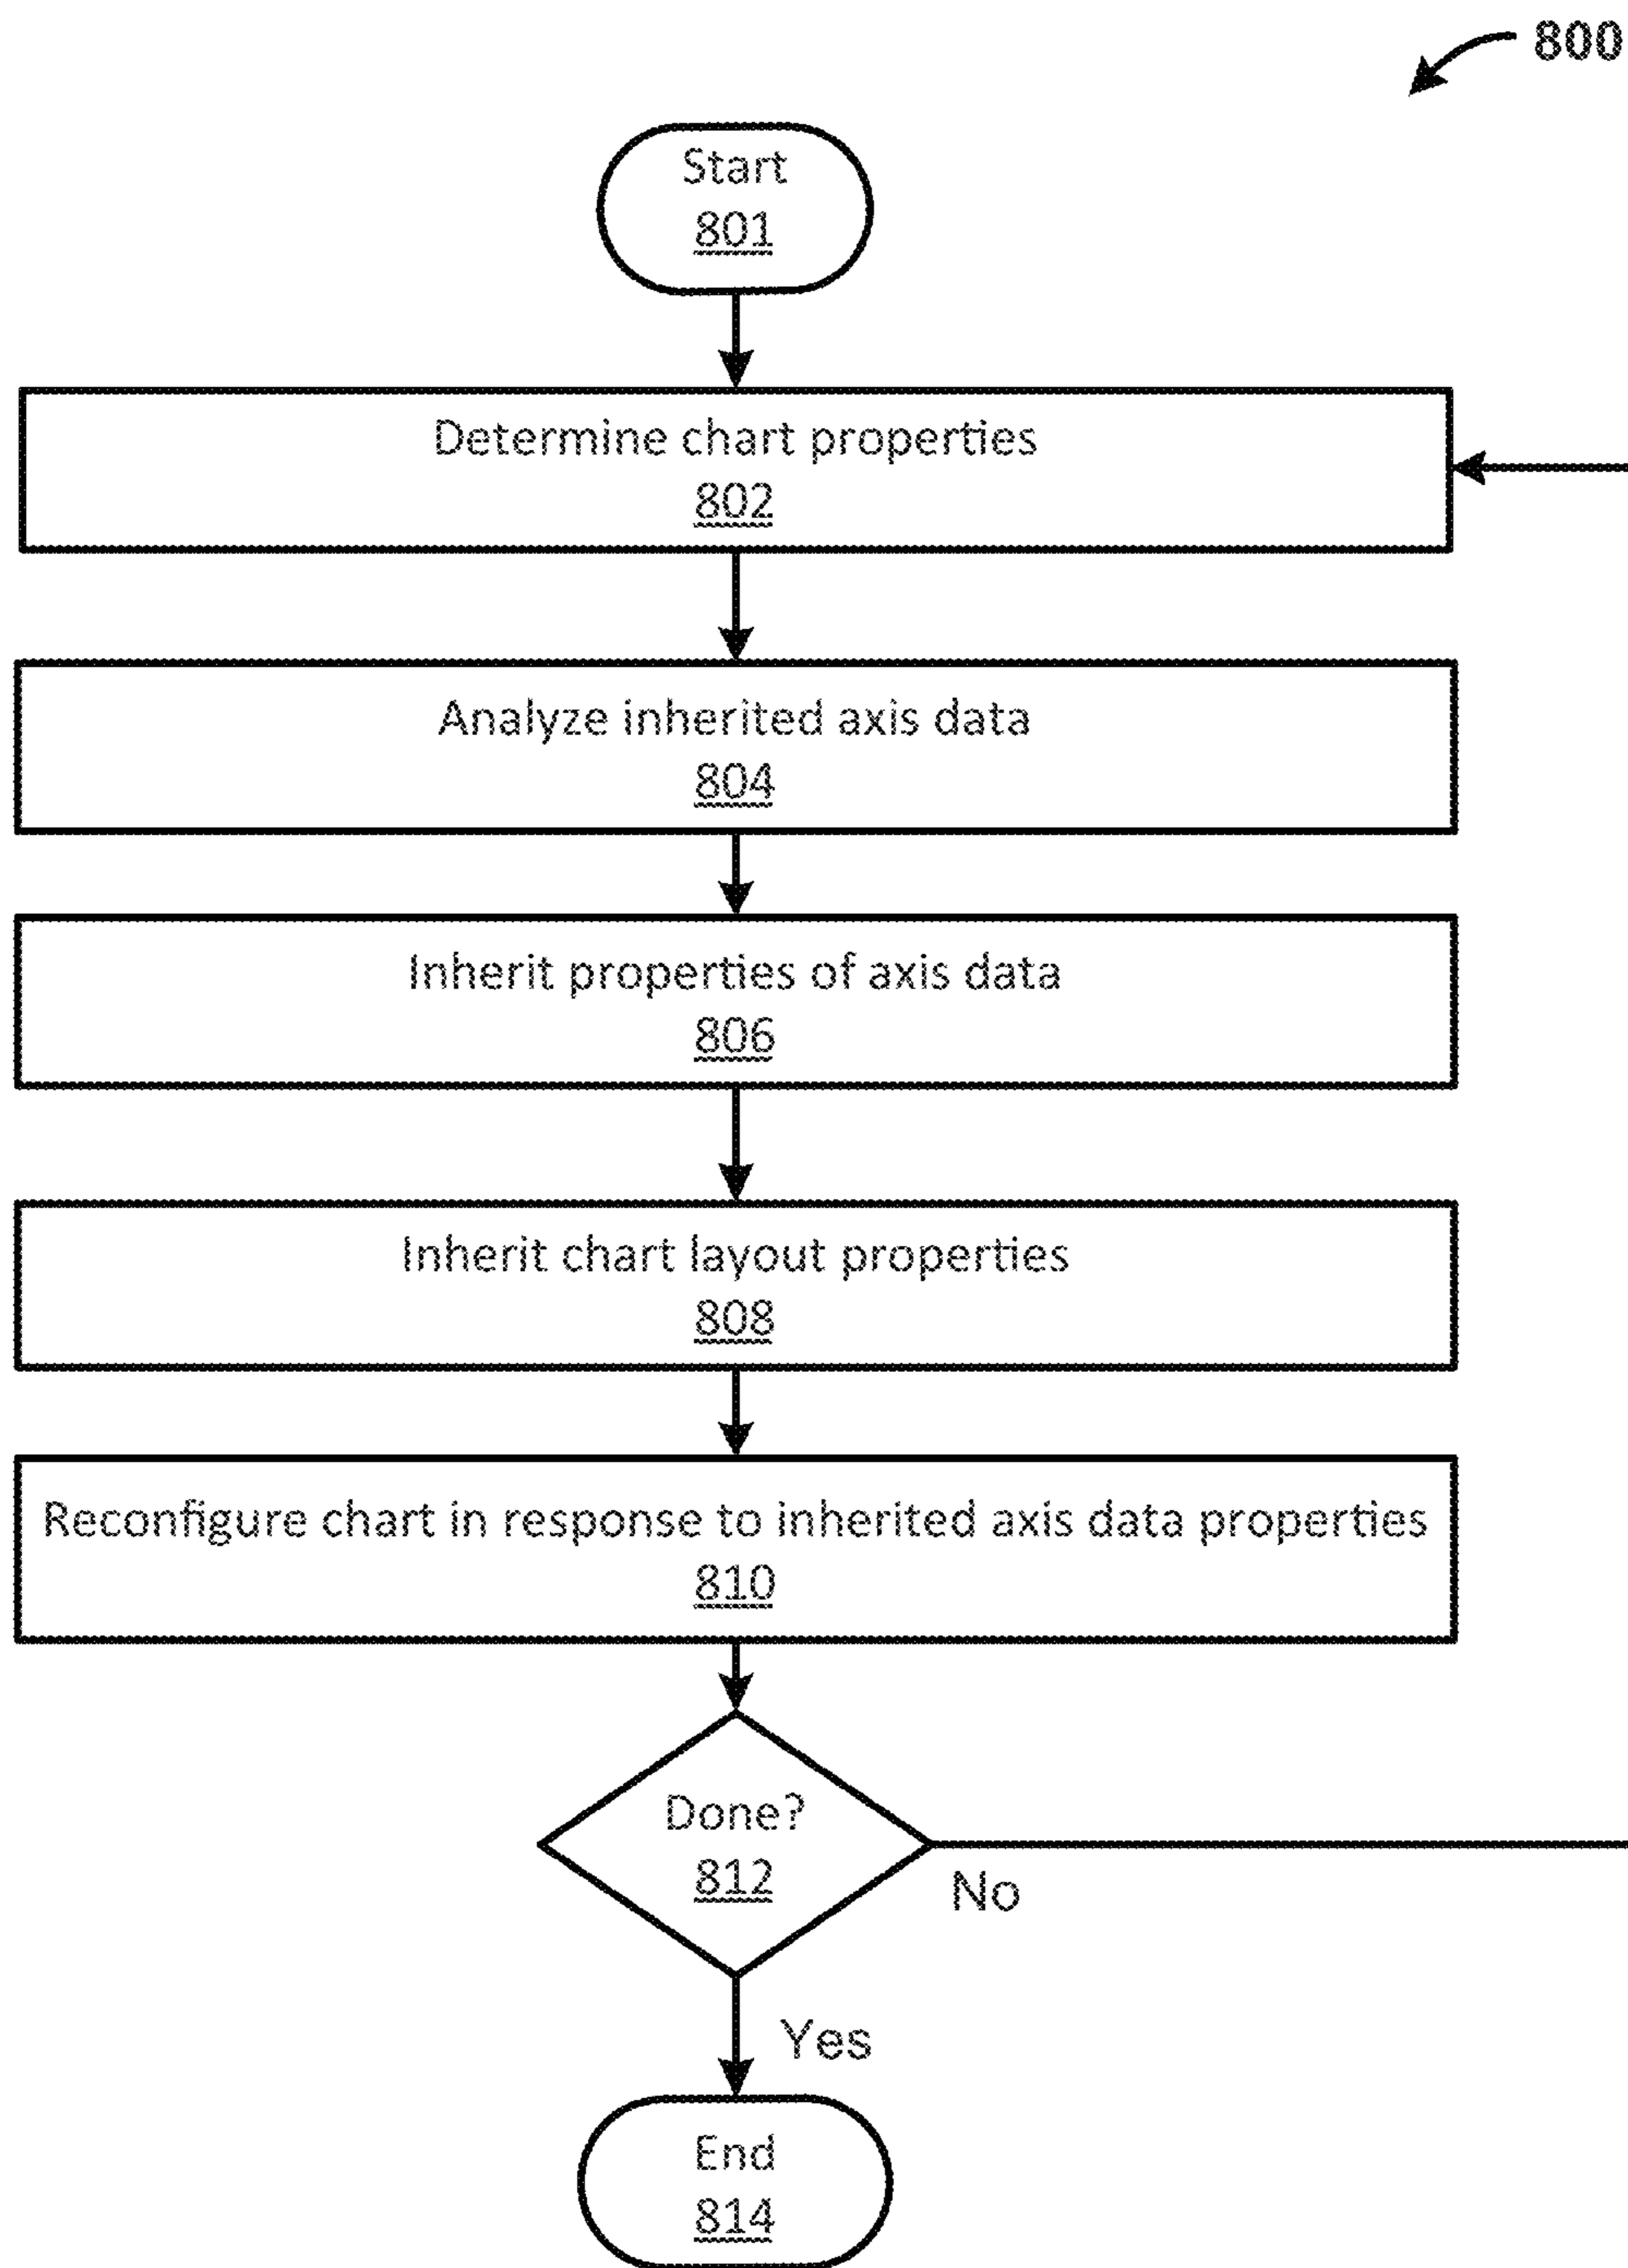 800
Start
801
Determine chart properties
802
Analyze inherited axis data
804
Inherit properties of axis data
806
Inherit chart layout properties
808
Reconfigure chart in response to inherited axis data properties
810
Done?
812
No
Yes
End
814